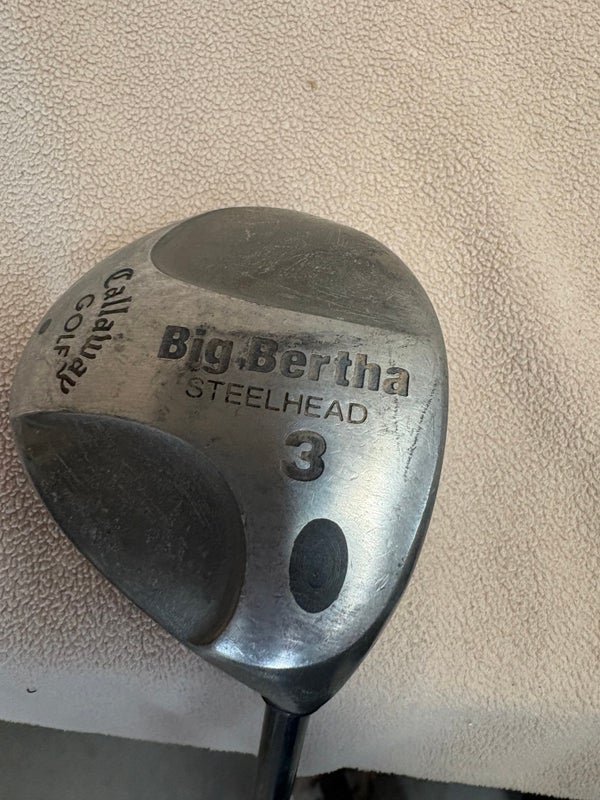 Callaway
GOLF
Big Bertha
STEELHEAD
3